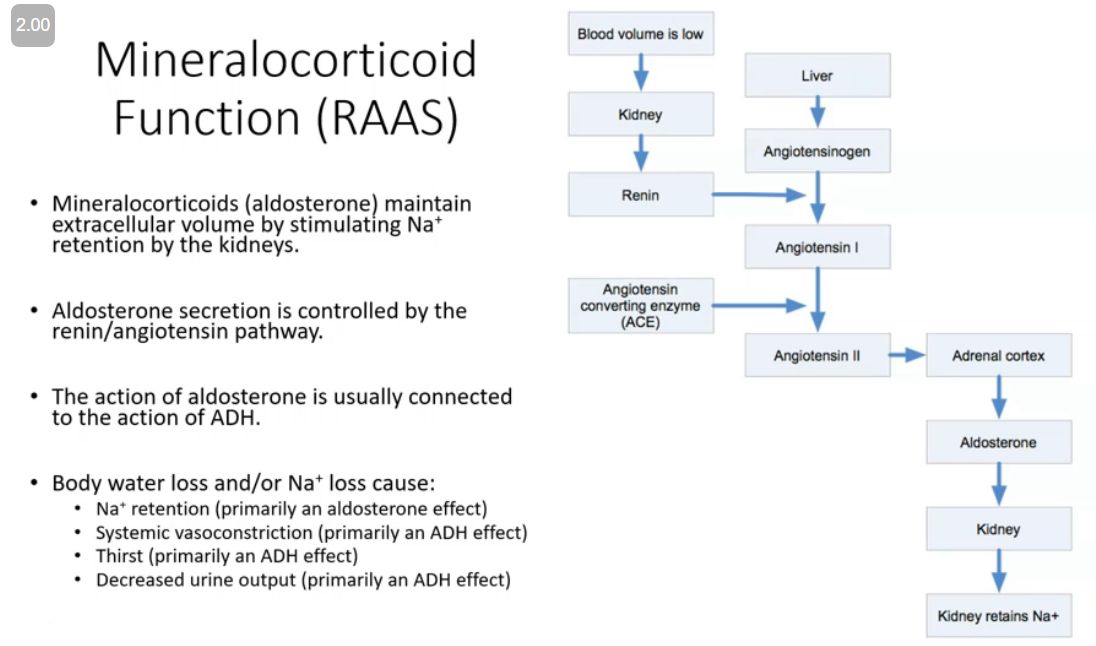 2.00
Mineralocorticoid
Function (RAAS)
• Mineralocorticoids (aldosterone) maintain
extracellular volume by stimulating Na⁺
retention by the kidneys.
• Aldosterone secretion is controlled by the
renin/angiotensin pathway.
• The action of aldosterone is usually connected
to the action of ADH.
• Body water loss and/or Na⁺ loss cause:
• Na⁺ retention (primarily an aldosterone effect)
• Systemic vasoconstriction (primarily an ADH effect)
• Thirst (primarily an ADH effect)
• Decreased urine output (primarily an ADH effect)
Blood volume is low
Kidney
Renin
Liver
Angiotensinogen
Angiotensin I
Angiotensin
converting enzyme
(ACE)
Angiotensin II
Adrenal cortex
Aldosterone
Kidney
Kidney retains Na+